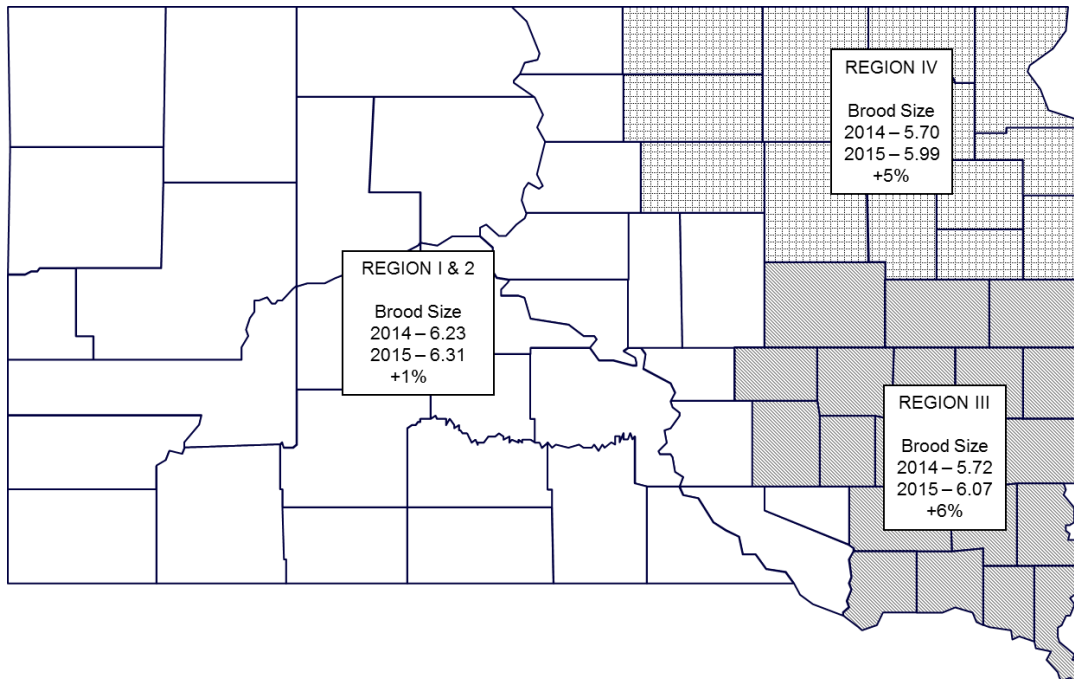 REGION IV
Brood Size
2014 – 5.70
2015 – 5.99
+5%
REGION I & 2
Brood Size
2014 – 6.23
2015 – 6.31
+1%
REGION III
Brood Size
2014 – 5.72
2015 – 6.07
+6%